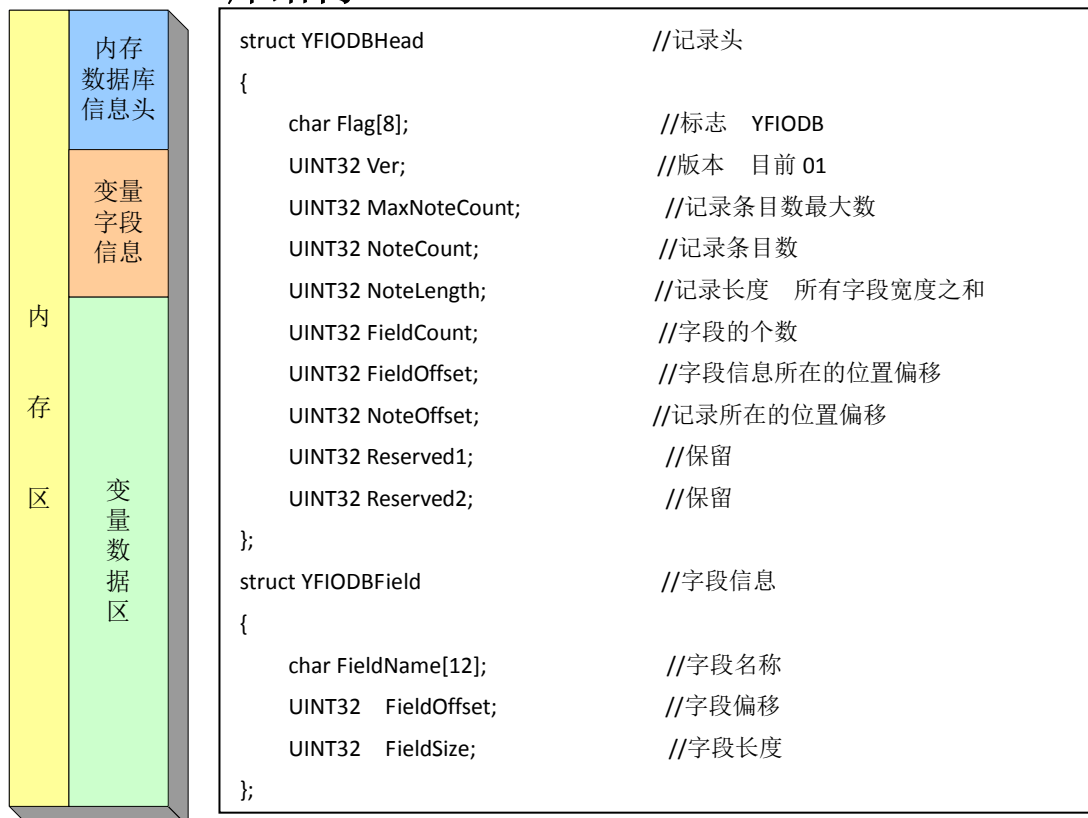 内
存
区
内存
数据库
信息头
变量
字段
信息
变
量
数
据
区
struct YFIODBHead //记录头
{
char Flag[8]; //标志 YFIODB
UINT32 Ver; //版本 目前 01
UINT32 MaxNoteCount; //记录条目数最大数
UINT32 NoteCount; //记录条目数
UINT32 NoteLength; //记录长度 所有字段宽度之和
UINT32 FieldCount; //字段的个数
UINT32 FieldOffset; //字段信息所在的位置偏移
UINT32 NoteOffset; //记录所在的位置偏移
UINT32 Reserved1; //保留
UINT32 Reserved2; //保留
};
struct YFIODBField //字段信息
{
char FieldName[12]; //字段名称
UINT32 FieldOffset; //字段偏移
UINT32 FieldSize; //字段长度
};